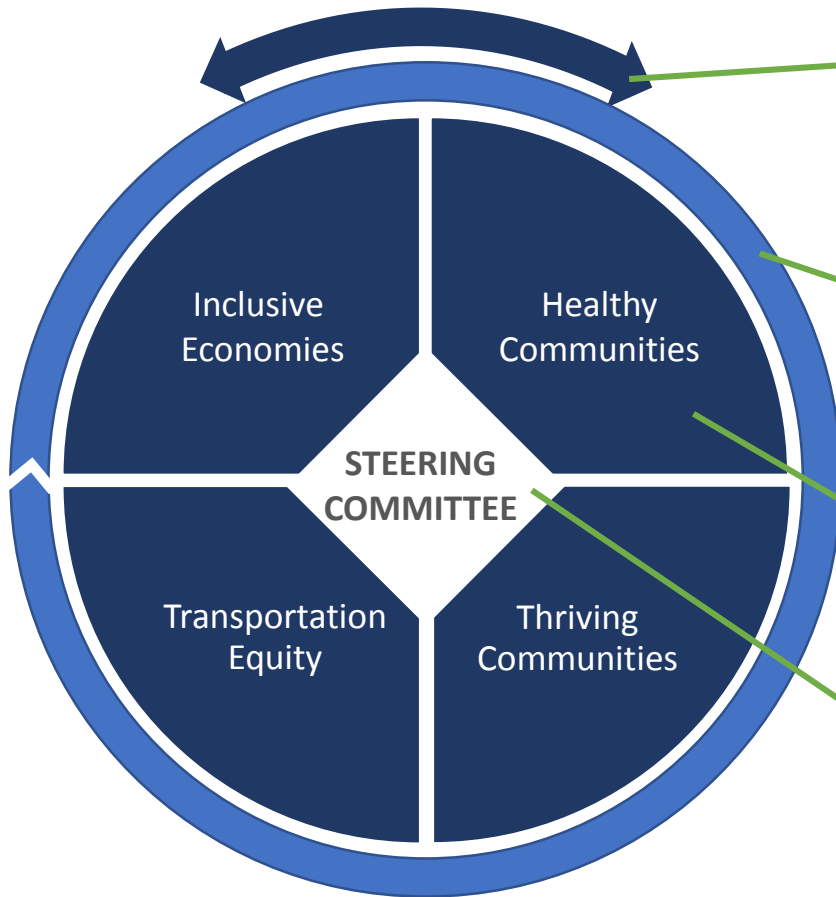 Inclusive
Economies
Healthy
Communities
STEERING
COMMITTEE
Transportation
Equity
Thriving
Communities